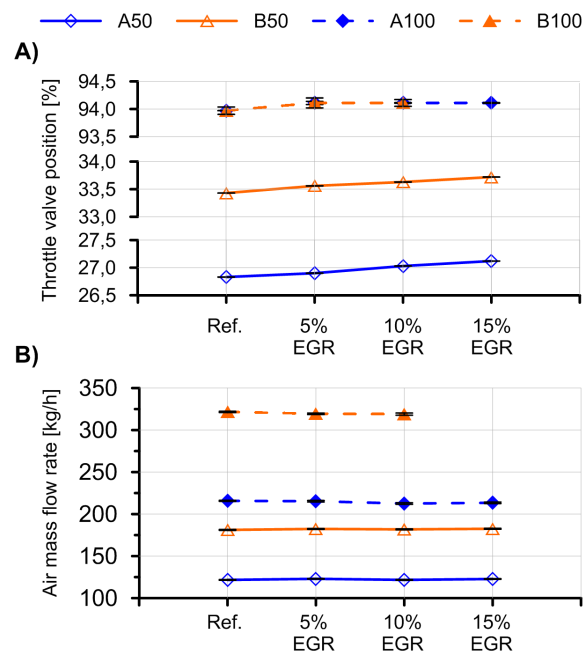 A50 B50 A100 B100
A)
Throttle valve position [%]
94,5
94,0
93,5
34,0
33,5
33,0
27,5
27,0
26,5
Ref. 5% 10% 15%
EGR EGR EGR
B)
Air mass flow rate [kg/h]
350
300
250
200
150
100
Ref. 5% 10% 15%
EGR EGR EGR